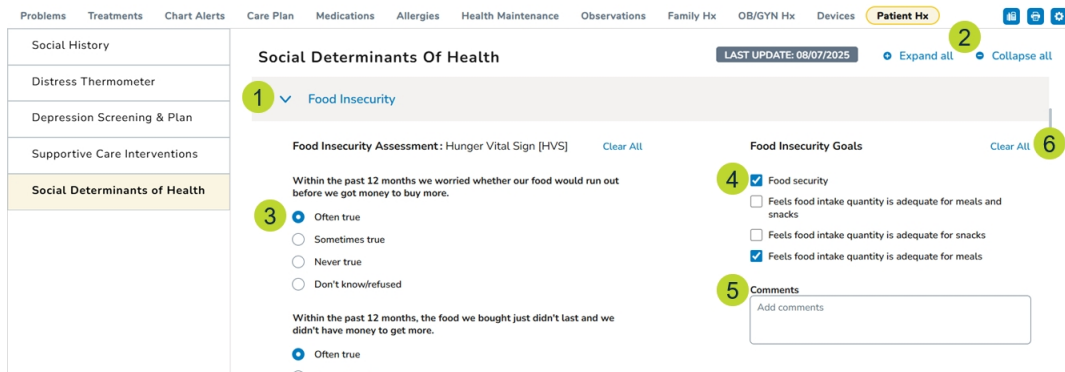 Problems Treatments Chart Alerts Care Plan Medications Allergies Health Maintenance Observations Family Hx OB/GYN Hx Devices Patient Hx
Social History
Distress Thermometer
Depression Screening & Plan
Supportive Care Interventions
Social Determinants of Health
Social Determinants Of Health
LAST UPDATE: 08/07/2025
2
Expand all
Collapse all
1
Food Insecurity
Food Insecurity Assessment: Hunger Vital Sign [HVS]
Clear All
Within the past 12 months we worried whether our food would run out
before we got money to buy more.
3
Often true
Sometimes true
Never true
Don't know/refused
Within the past 12 months, the food we bought just didn't last and we
didn't have money to get more.
Often true
Food Insecurity Goals
Clear All
6
4
Food security
Feels food intake quantity is adequate for meals and
snacks
Feels food intake quantity is adequate for snacks
Feels food intake quantity is adequate for meals
5
Comments
Add comments